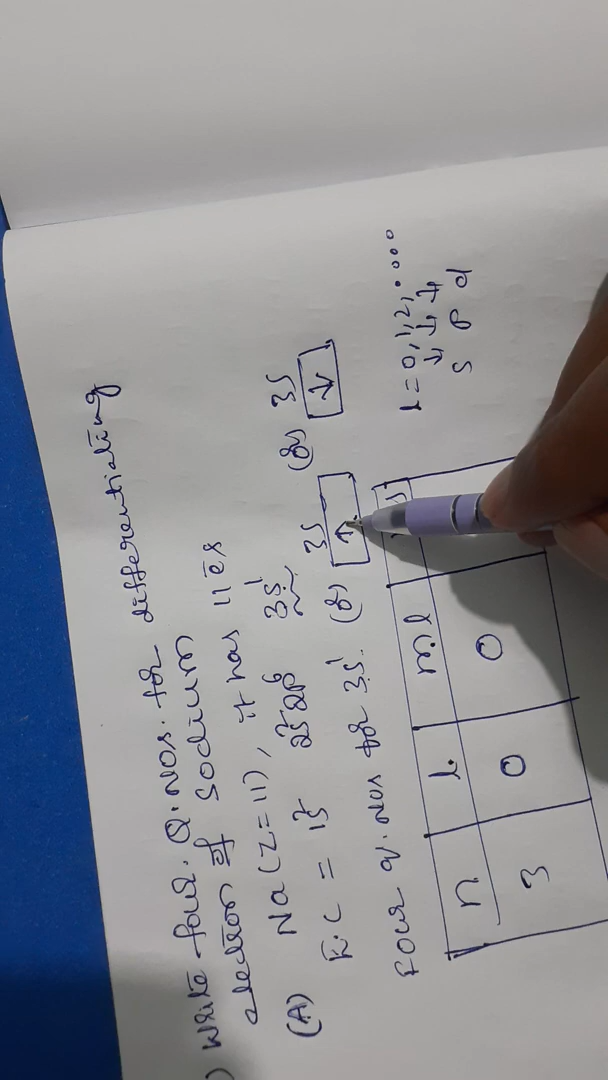 ) Write four. Q. Nos. for differentiating
electron of Sodium
(A) Na (Z = 11), it has 11 es
E.C = 1s² 2s² 2p⁶ 3s¹
Four q. Nos for 3s¹. (or) 3s (or) 3s
↑ ↓
n l ml s
3 0 0
l = 0, 1, 2, ....
↓ ↓ ↓
s p d